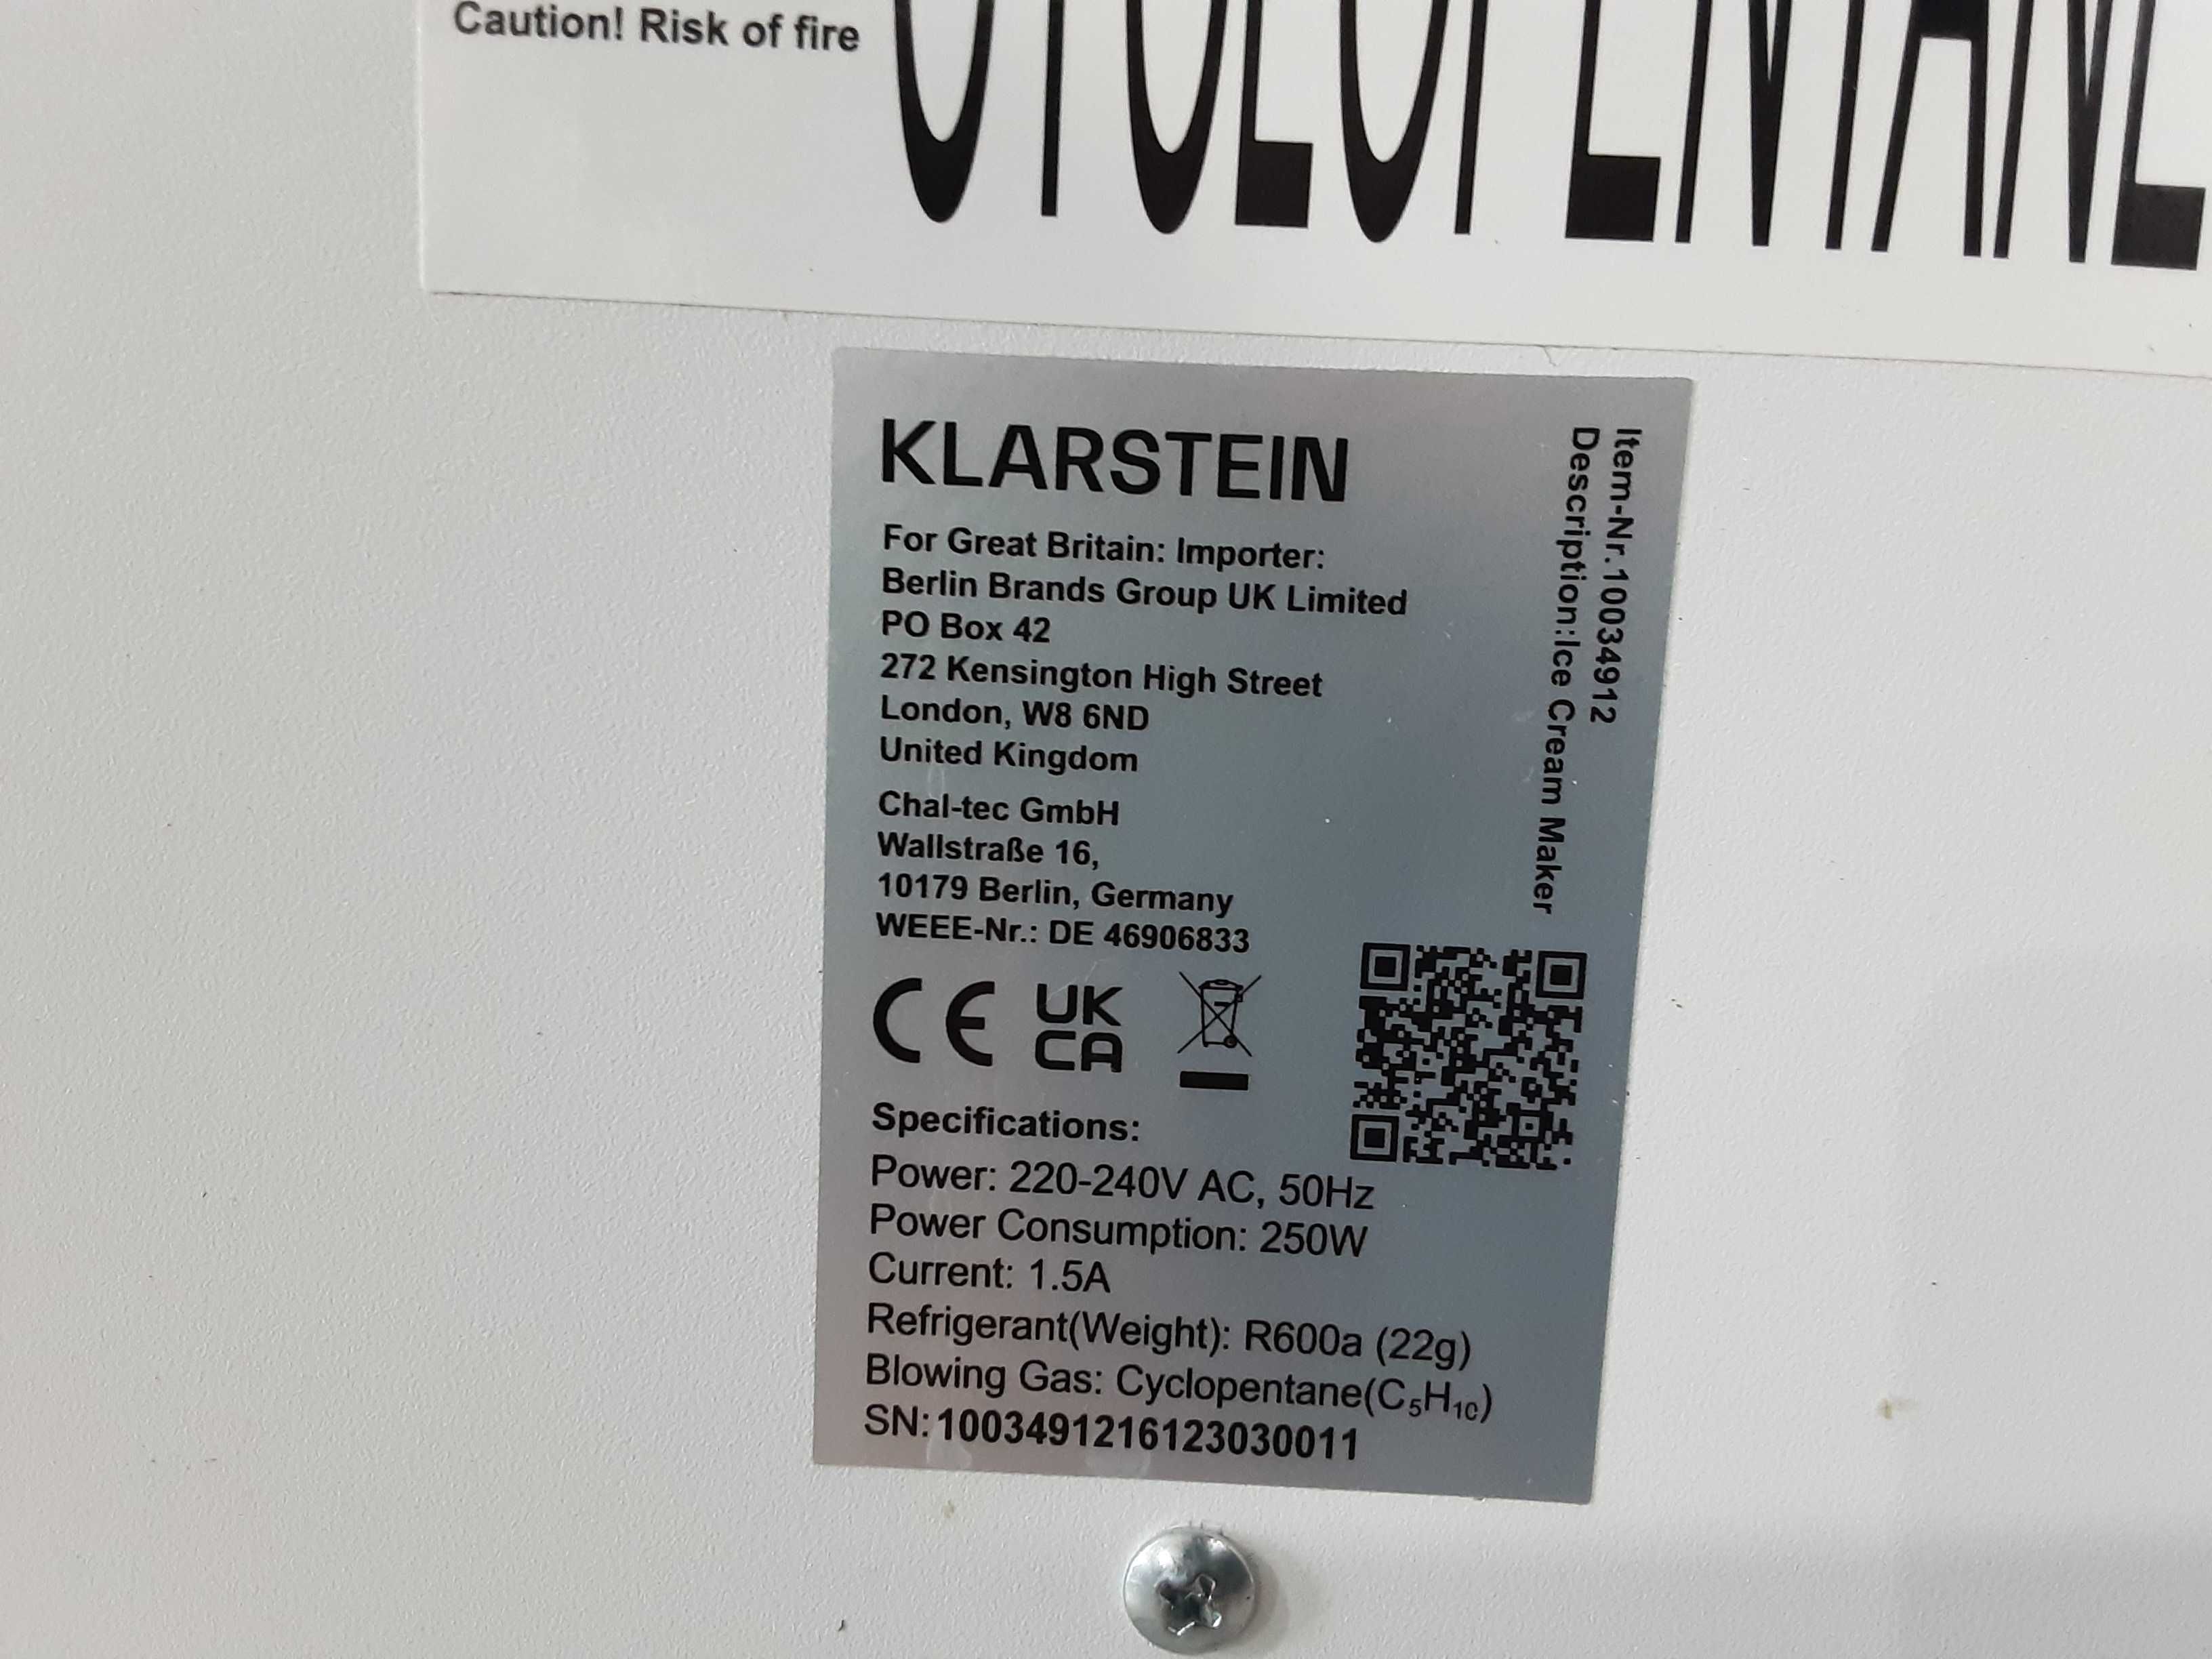 Caution! Risk of fire
CYCLOPENTANE
KLARSTEIN
For Great Britain: Importer:
Berlin Brands Group UK Limited
PO Box 42
272 Kensington High Street
London, W8 6ND
United Kingdom
Chal-tec GmbH
Wallstraße 16,
10179 Berlin, Germany
WEEE-Nr.: DE 46906833
CE UK
CA
Item-Nr.10034912
Description:Ice Cream Maker
Specifications:
Power: 220-240V AC, 50Hz
Power Consumption: 250W
Current: 1.5A
Refrigerant(Weight): R600a (22g)
Blowing Gas: Cyclopentane(C₅H₁₀)
SN:1003491216123030011